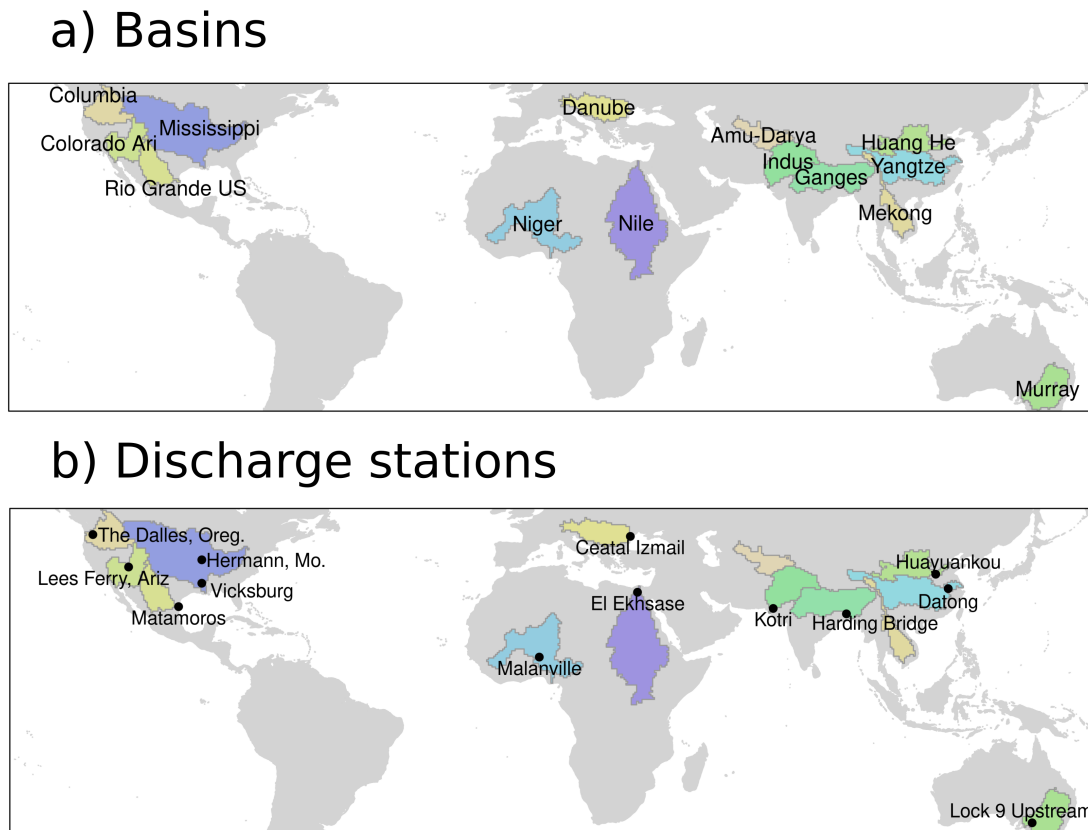 a) Basins
Columbia
Mississippi
Colorado Ari
Rio Grande US
Danube
Amu-Darya
Indus
Ganges
Huang He
Yangtze
Mekong
Niger
Nile
Murray
b) Discharge stations
The Dalles, Oreg.
Hermann, Mo.
Lees Ferry, Ariz
Vicksburg
Matamoros
Ceatal Izmail
El Ekhsase
Malanville
Huayuankou
Datong
Kotri
Harding Bridge
Lock 9 Upstream